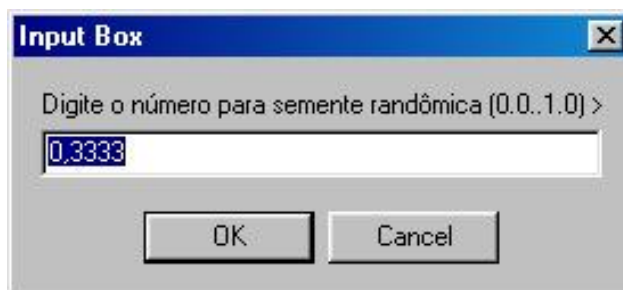 Input Box
Digite o número para semente randômica (0.0..1.0) >
0,3333
OK Cancel